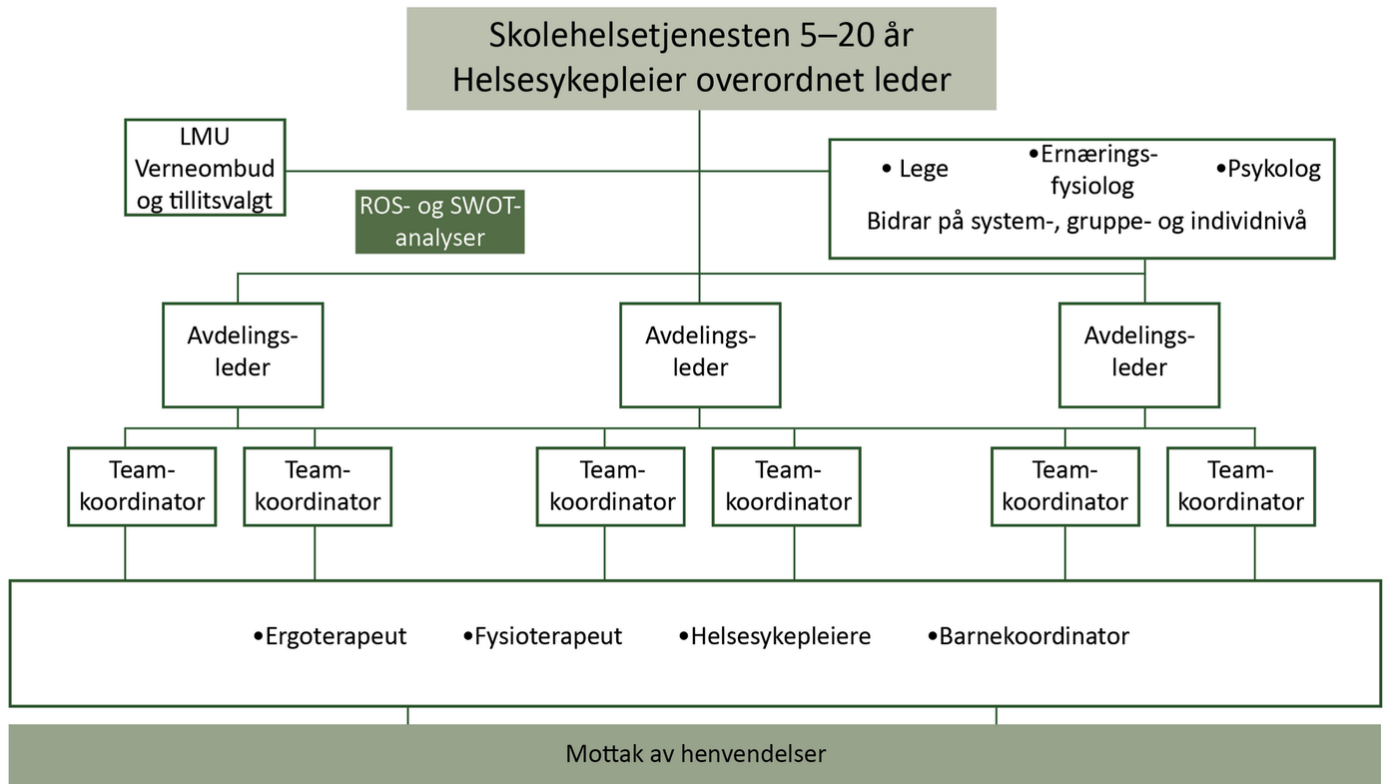 Skolehelsetjenesten 5–20 år
Helsesykepleier overordnet leder
LMU
Verneombud
og tillitsvalgt
• Lege
•Ernærings-
fysiolog
•Psykolog
Bidrar på system-, gruppe- og individnivå
ROS- og SWOT-
analyser
Avdelings-
leder
Avdelings-
leder
Avdelings-
leder
Team-
koordinator
Team-
koordinator
Team-
koordinator
Team-
koordinator
Team-
koordinator
Team-
koordinator
•Ergoterapeut •Fysioterapeut •Helsesykepleiere •Barnekoordinator
Mottak av henvendelser